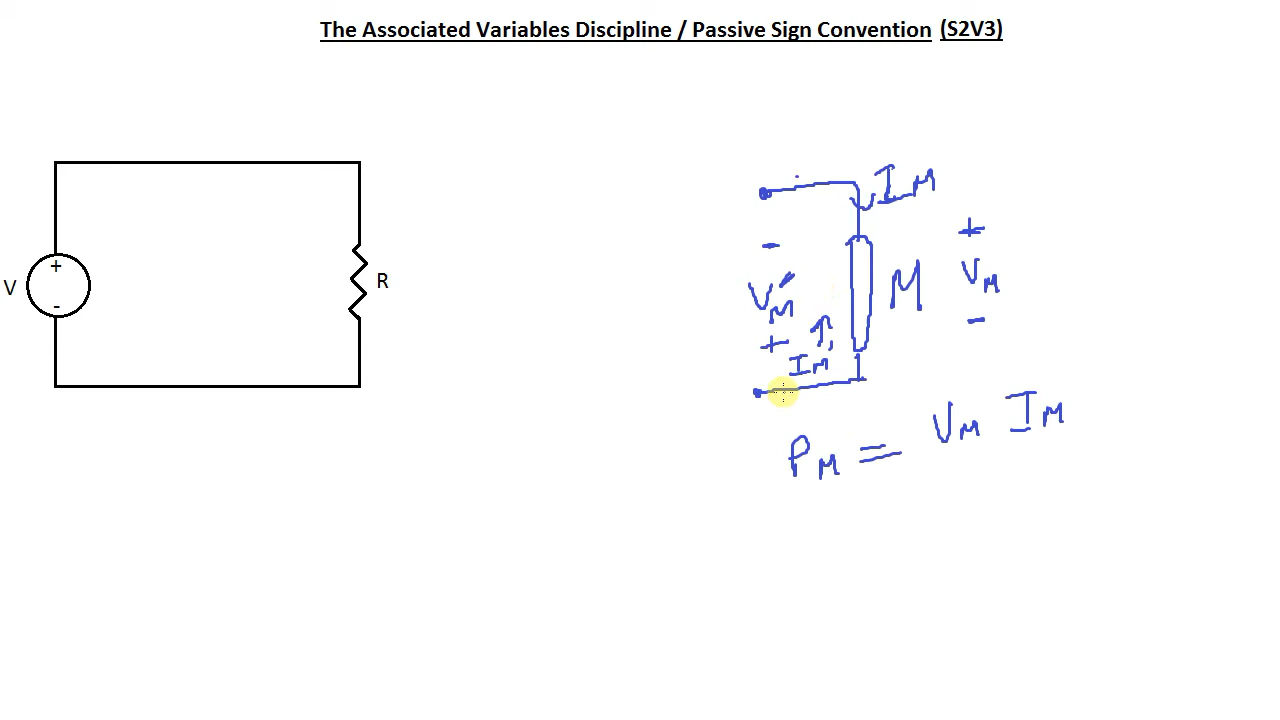 The Associated Variables Discipline / Passive Sign Convention (S2V3)
V
+
-
R
IM
-
VM'
+
IM
M
+
VM
-
PM = VM IM